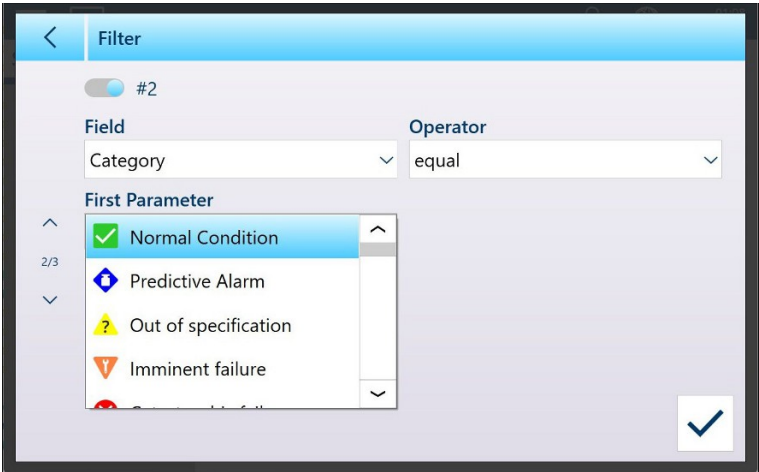 Filter
#2
Field
Operator
Category
equal
First Parameter
Normal Condition
2/3
Predictive Alarm
Out of specification
Imminent failure